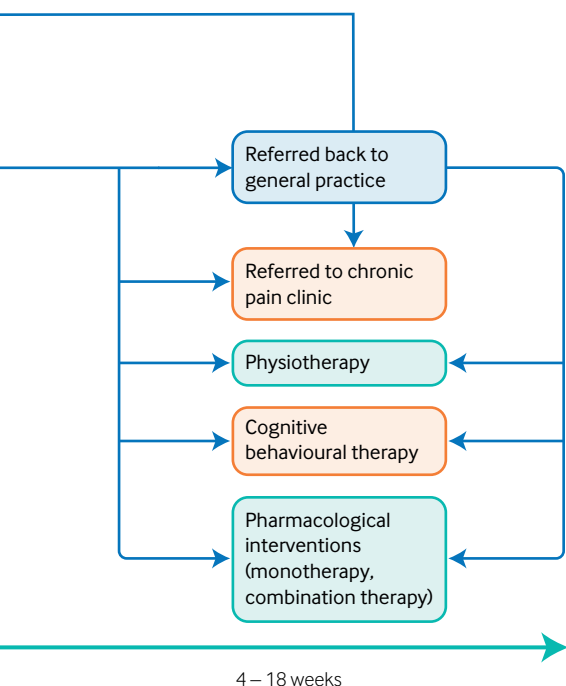 Referred back to
general practice
Referred to chronic
pain clinic
Physiotherapy
Cognitive
behavioural therapy
Pharmacological
interventions
(monotherapy,
combination therapy)
4 – 18 weeks